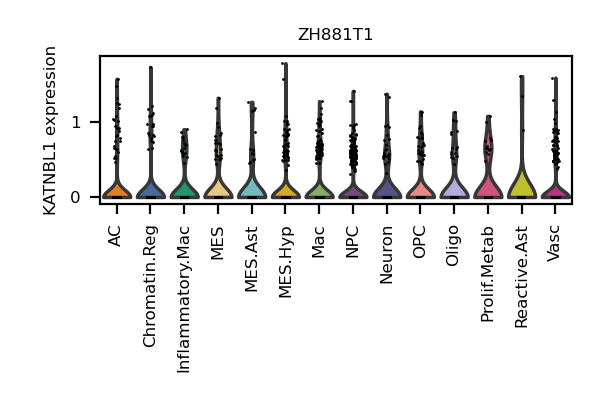 ZH881T1
KATNBL1 expression
1
0
AC
Chromatin.Reg
Inflammatory.Mac
MES
MES.Ast
MES.Hyp
Mac
NPC
Neuron
OPC
Oligo
Prolif.Metab
Reactive.Ast
Vasc